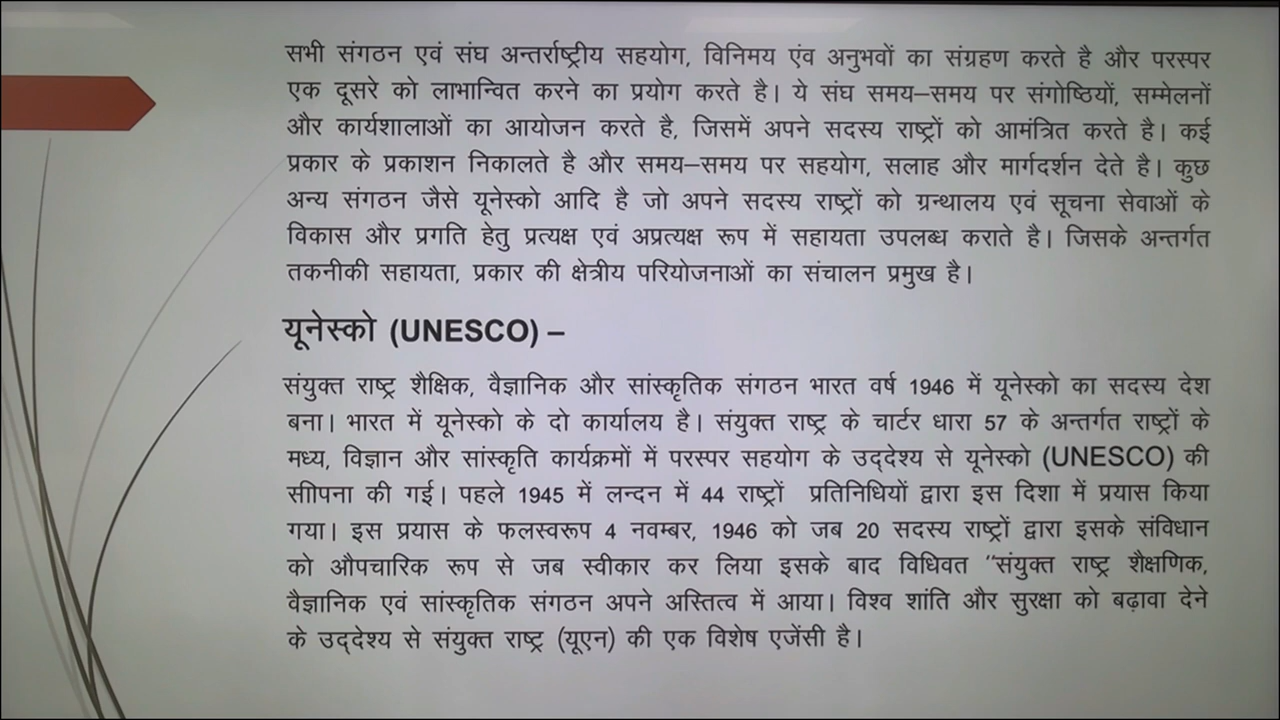 सभी संगठन एवं संघ अन्तर्राष्ट्रीय सहयोग, विनिमय एंव अनुभवों का संग्रहण करते है और परस्पर
एक दूसरे को लाभान्वित करने का प्रयोग करते है। ये संघ समय–समय पर संगोष्ठियों, सम्मेलनों
और कार्यशालाओं का आयोजन करते है, जिसमें अपने सदस्य राष्ट्रों को आमंत्रित करते है। कई
प्रकार के प्रकाशन निकालते है और समय–समय पर सहयोग, सलाह और मार्गदर्शन देते है। कुछ
अन्य संगठन जैसे यूनेस्को आदि है जो अपने सदस्य राष्ट्रों को ग्रन्थालय एवं सूचना सेवाओं के
विकास और प्रगति हेतु प्रत्यक्ष एवं अप्रत्यक्ष रूप में सहायता उपलब्ध कराते है। जिसके अन्तर्गत
तकनीकी सहायता, प्रकार की क्षेत्रीय परियोजनाओं का संचालन प्रमुख है।
यूनेस्को (UNESCO) –
संयुक्त राष्ट्र शैक्षिक, वैज्ञानिक और सांस्कृतिक संगठन भारत वर्ष 1946 में यूनेस्को का सदस्य देश
बना। भारत में यूनेस्को के दो कार्यालय है। संयुक्त राष्ट्र के चार्टर धारा 57 के अन्तर्गत राष्ट्रों के
मध्य, विज्ञान और सांस्कृति कार्यक्रमों में परस्पर सहयोग के उद्देश्य से यूनेस्को (UNESCO) की
साीपना की गई। पहले 1945 में लन्दन में 44 राष्ट्रों प्रतिनिधियों द्वारा इस दिशा में प्रयास किया
गया। इस प्रयास के फलस्वरूप 4 नवम्बर, 1946 को जब 20 सदस्य राष्ट्रों द्वारा इसके संविधान
को औपचारिक रूप से जब स्वीकार कर लिया इसके बाद विधिवत "संयुक्त राष्ट्र शैक्षणिक,
वैज्ञानिक एवं सांस्कृतिक संगठन अपने अस्तित्व में आया। विश्व शांति और सुरक्षा को बढ़ावा देने
के उद्देश्य से संयुक्त राष्ट्र (यूएन) की एक विशेष एजेंसी है।